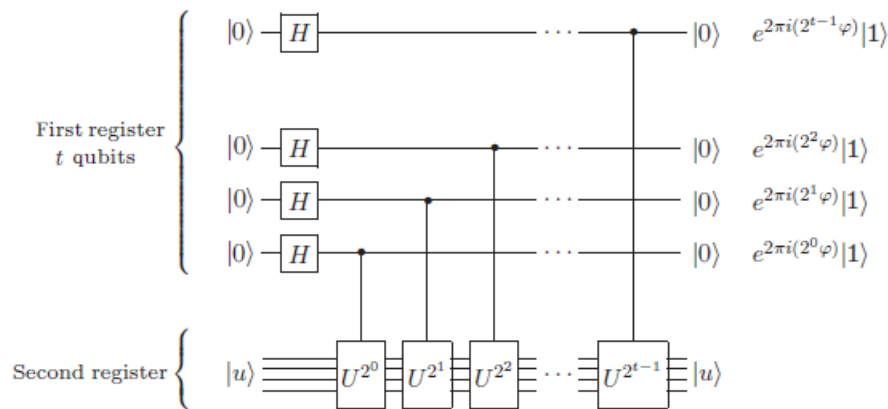 |0⟩ H ··· |0⟩ e^{2πi(2^{t−1}φ)}|1⟩
First register
t qubits
|0⟩ H ··· |0⟩ e^{2πi(2^2φ)}|1⟩
|0⟩ H ··· |0⟩ e^{2πi(2^1φ)}|1⟩
|0⟩ H ··· |0⟩ e^{2πi(2^0φ)}|1⟩
Second register |u⟩ U^{2^0} U^{2^1} U^{2^2} ··· U^{2^{t−1}} |u⟩